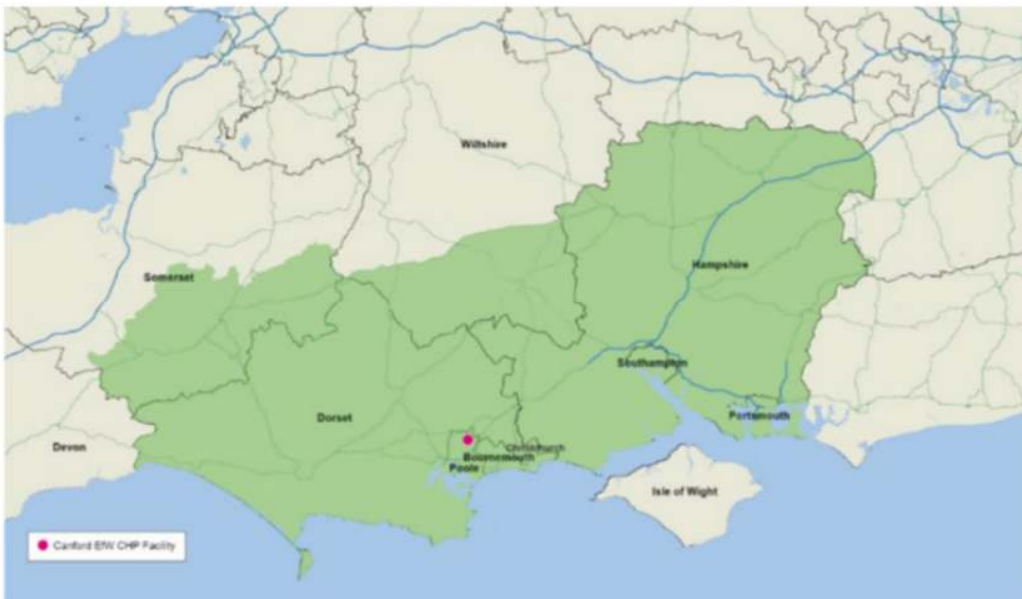 Wiltshire
Hampshire
Somerset
Southampton
Portsmouth
Dorset
Devon
Christchurch
Bournemouth
Poole
Isle of Wight
Canford EfW CHP Facility